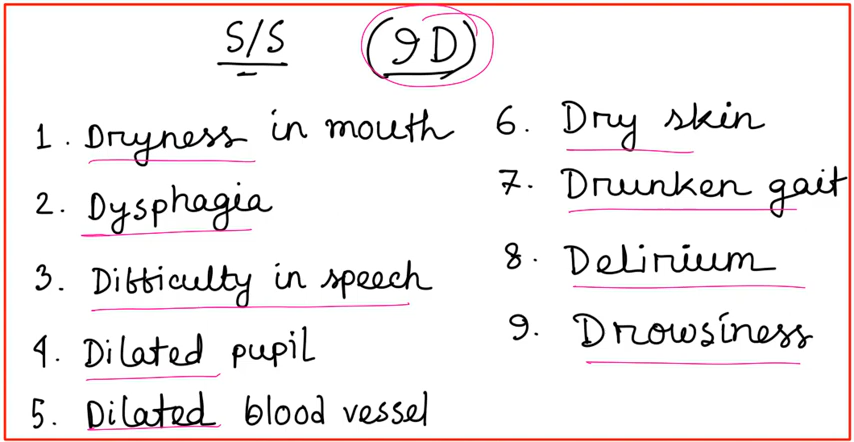 S/S (9D)
1. Dryness in mouth
2. Dysphagia
3. Difficulty in speech
4. Dilated pupil
5. Dilated blood vessel
6. Dry skin
7. Drunken gait
8. Delirium
9. Drowsiness